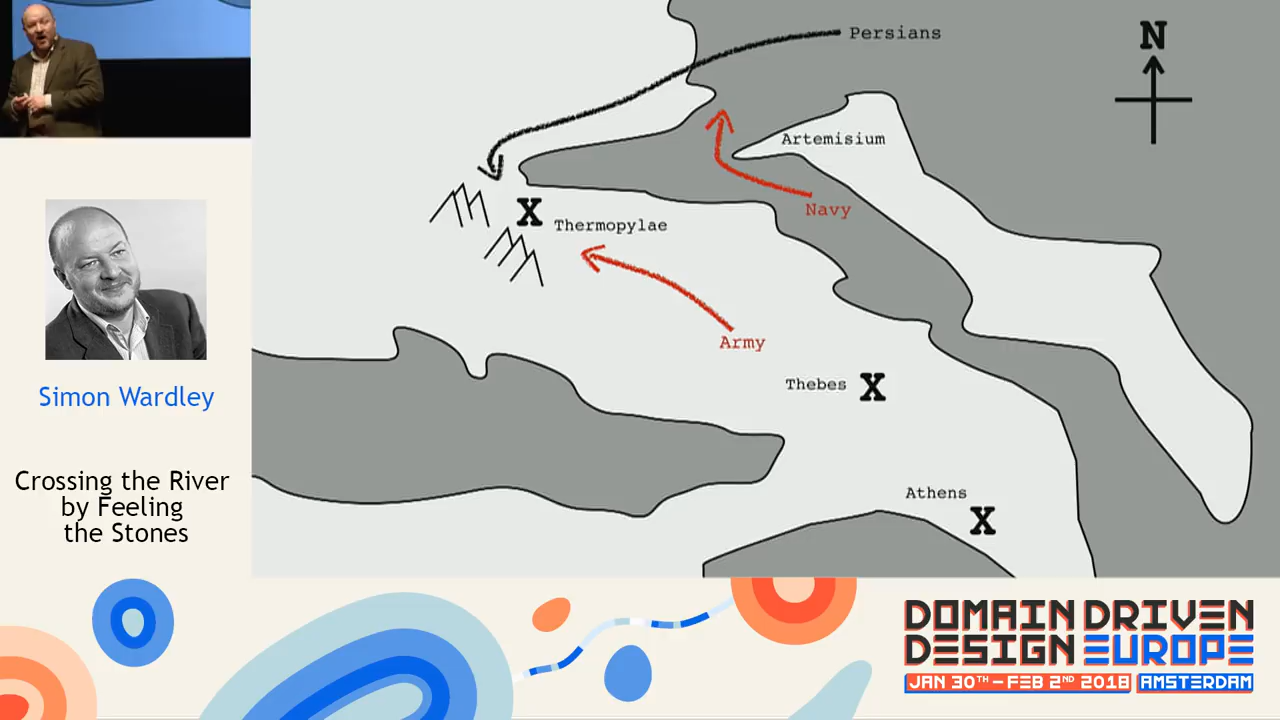 Persians
N
Artemisium
Navy
Thermopylae
X
Army
Thebes
X
Athens
X
Simon Wardley
Crossing the River
by Feeling
the Stones
DOMAIN DRIVEN
DESIGN EUROPE
JAN 30TH - FEB 2ND 2018 AMSTERDAM